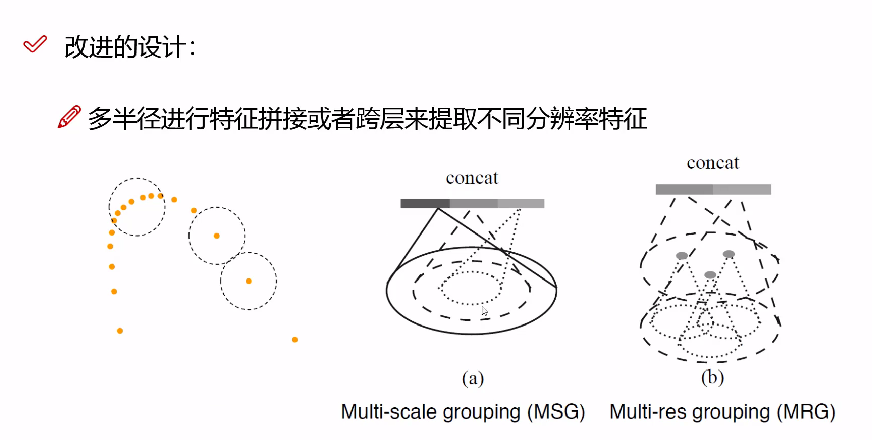 改进的设计：
多半径进行特征拼接或者跨层来提取不同分辨率特征
concat
concat
(a)
(b)
Multi-scale grouping (MSG)
Multi-res grouping (MRG)